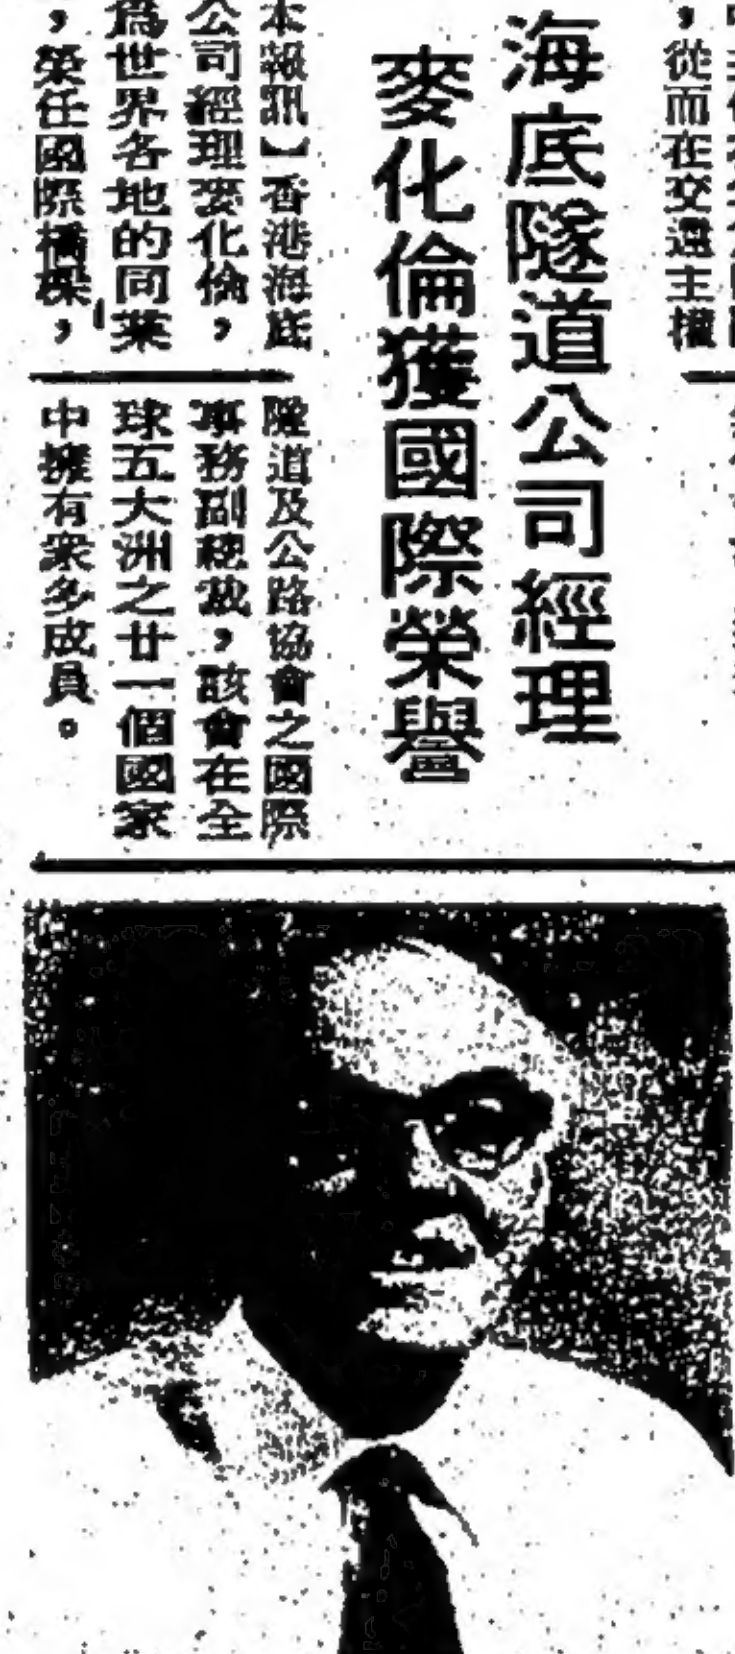 ，從而在交還主權
海底隧道公司經理
麥化倫獲國際榮譽
本報訊】香港海底
公司經理麥化倫，
為世界各地的同業
，榮任國際橋樑，
隧道及公路協會之國際
事務副總裁，該會在全
球五大洲之廿一個國家
中擁有衆多成員。